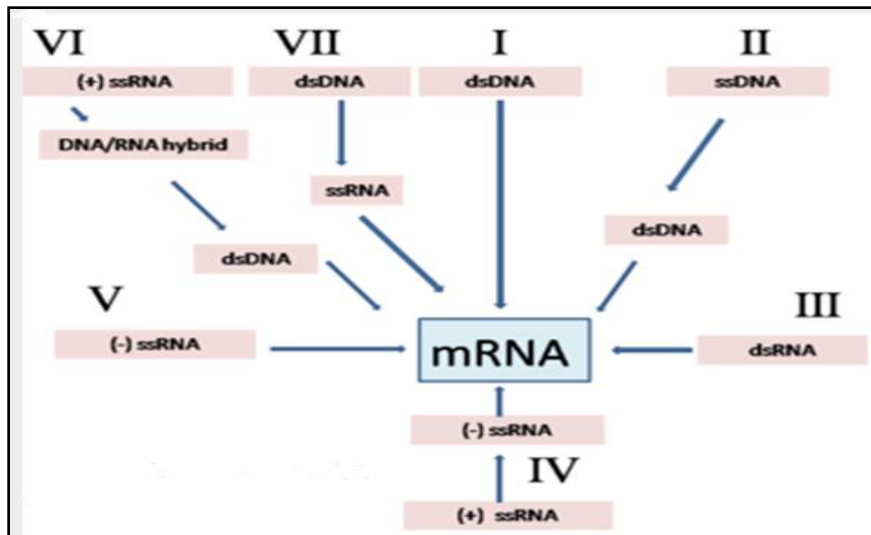 VI VII I II
(+) ssRNA dsDNA dsDNA ssDNA
DNA/RNA hybrid
ssRNA
dsDNA dsDNA
V III
(-) ssRNA mRNA dsRNA
(-) ssRNA
IV
(+) ssRNA